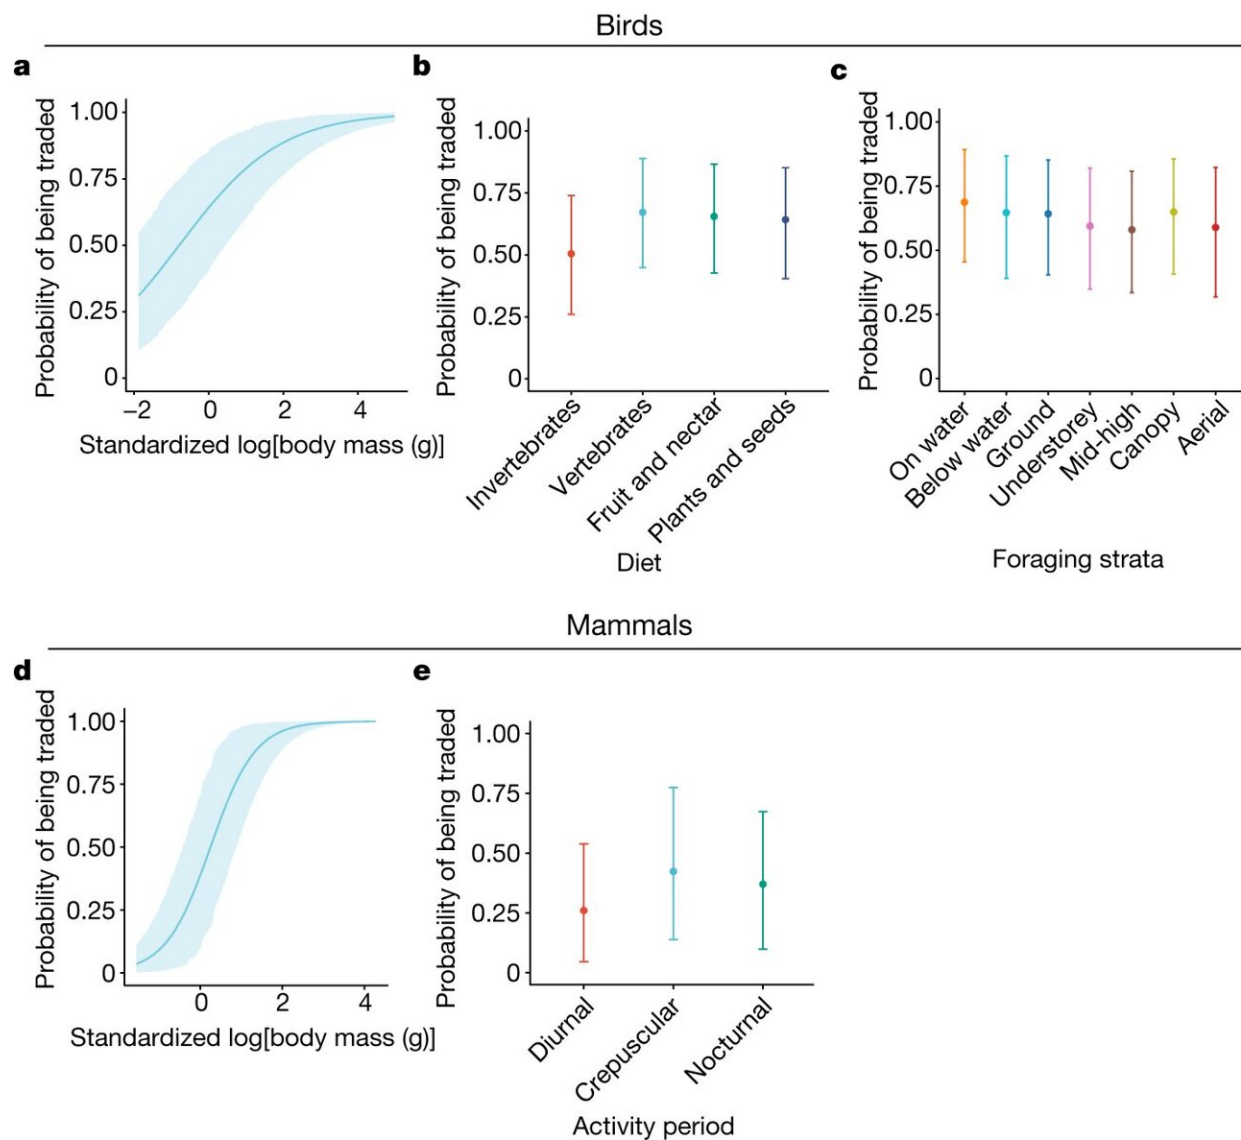 Birds
a
Probability of being traded
1.00
0.75
0.50
0.25
0
−2 0 2 4
Standardized log[body mass (g)]
b
Probability of being traded
1.00
0.75
0.50
0.25
0
Invertebrates
Vertebrates
Fruit and nectar
Plants and seeds
Diet
c
Probability of being traded
1.00
0.75
0.50
0.25
0
On water
Below water
Ground
Understorey
Mid-high
Canopy
Aerial
Foraging strata
Mammals
d
Probability of being traded
1.00
0.75
0.50
0.25
0
0 2 4
Standardized log[body mass (g)]
e
Probability of being traded
1.00
0.75
0.50
0.25
0
Diurnal
Crepuscular
Nocturnal
Activity period